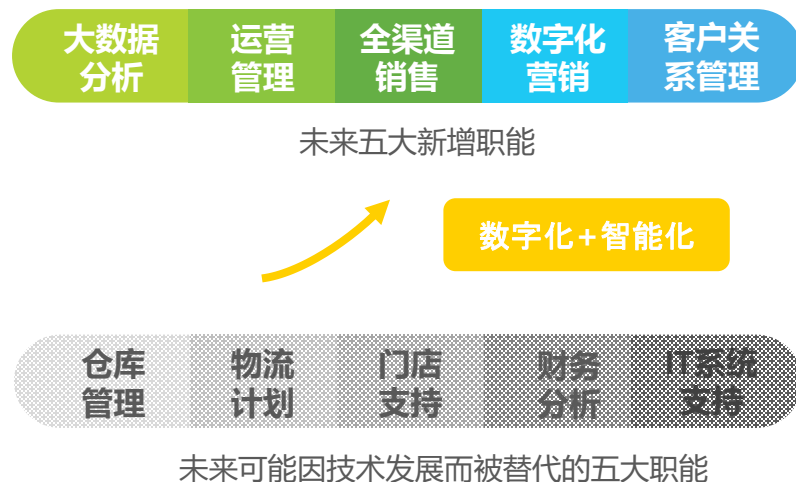 大数据 运营 全渠道 数字化 客户关
分析 管理 销售 营销 系管理
未来五大新增职能
数字化+智能化
仓库 物流 门店 财务 IT系统
管理 计划 支持 分析 支持
未来可能因技术发展而被替代的五大职能